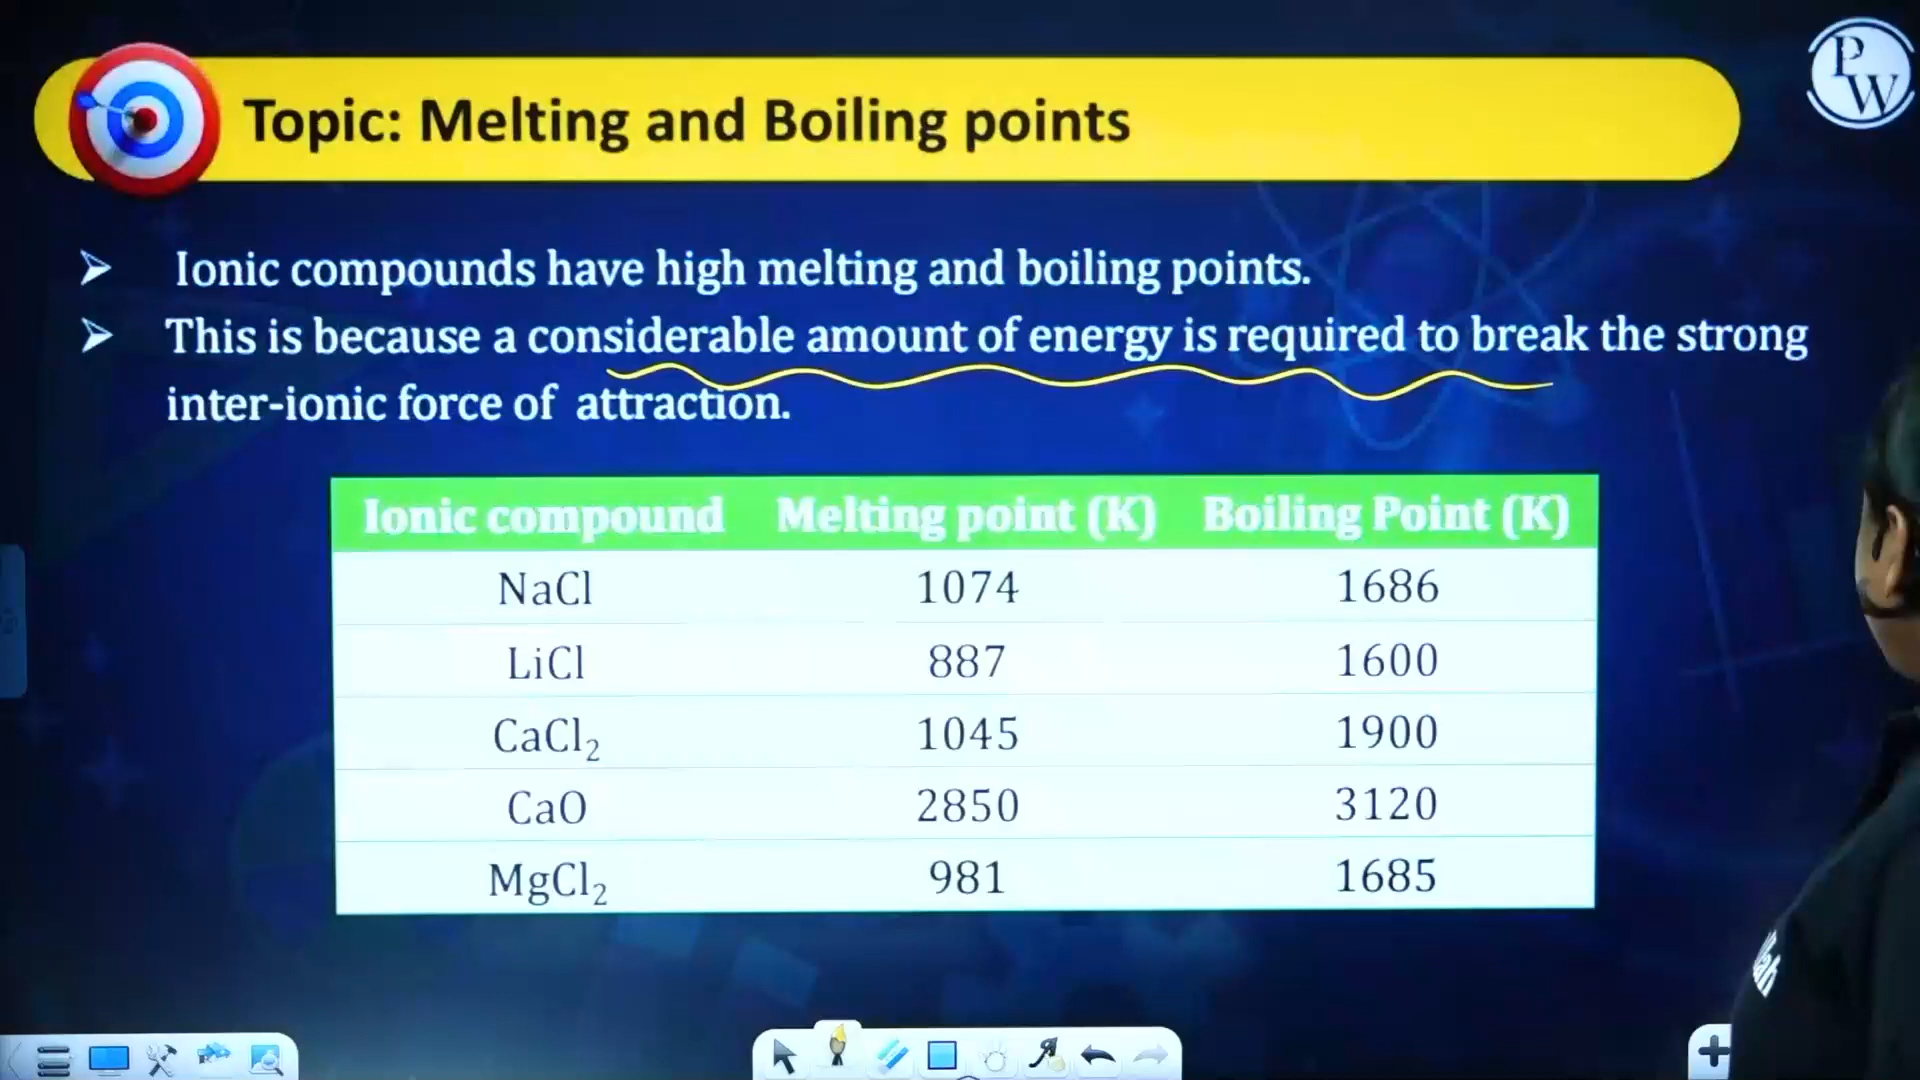 PW
Topic: Melting and Boiling points
➤ Ionic compounds have high melting and boiling points.
➤ This is because a considerable amount of energy is required to break the strong
inter-ionic force of attraction.
Ionic compound Melting point (K) Boiling Point (K)
NaCl 1074 1686
LiCl 887 1600
CaCl₂ 1045 1900
CaO 2850 3120
MgCl₂ 981 1685